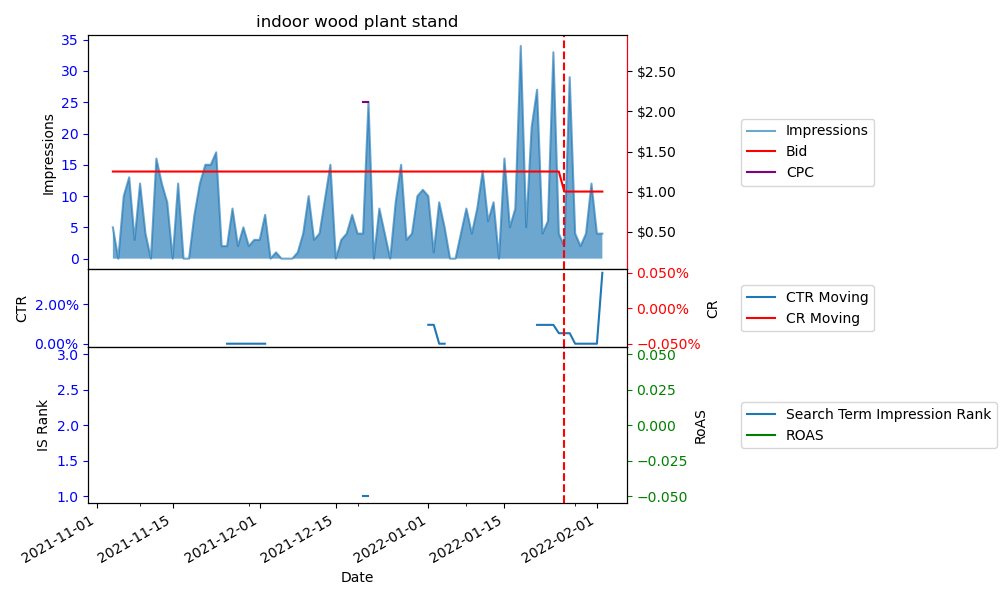 indoor wood plant stand
35
30
25
20
15
10
5
0
Impressions
$2.50
$2.00
$1.50
$1.00
$0.50
Impressions
Bid
CPC
CTR
2.00%
0.00%
0.050%
0.000%
−0.050%
CR
CTR Moving
CR Moving
IS Rank
3.0
2.5
2.0
1.5
1.0
0.050
0.025
0.000
−0.025
−0.050
RoAS
Search Term Impression Rank
ROAS
2021-11-01
2021-11-15
2021-12-01
2021-12-15
2022-01-01
2022-01-15
2022-02-01
Date